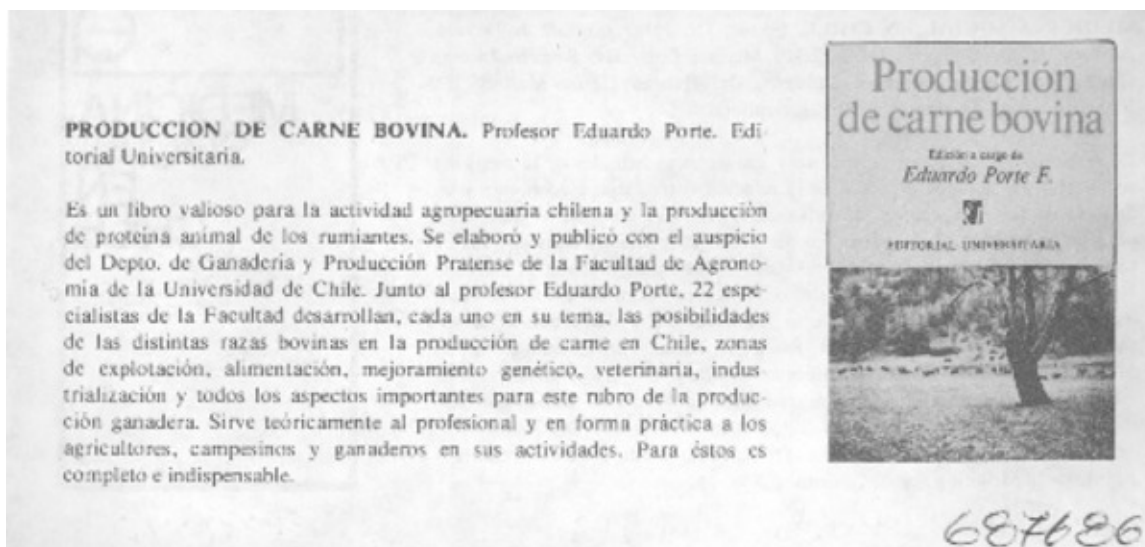 PRODUCCION DE CARNE BOVINA. Profesor Eduardo Porte. Edi-
torial Universitaria.
Es un libro valioso para la actividad agropecuaria chilena y la producción
de proteína animal de los rumiantes. Se elaboró y publicó con el auspicio
del Depto. de Ganadería y Producción Pratense de la Facultad de Agrono-
mía de la Universidad de Chile. Junto al profesor Eduardo Porte, 22 espe-
cialistas de la Facultad desarrollan, cada uno en su tema, las posibilidades
de las distintas razas bovinas en la producción de carne en Chile, zonas
de explotación, alimentación, mejoramiento genético, veterinaria, indus
trialización y todos los aspectos importantes para este rubro de la produc-
ción ganadera. Sirve teóricamente al profesional y en forma práctica a los
agricultores, campesinos y ganaderos en sus actividades. Para éstos es
completo e indispensable.
Producción
de carne bovina
Edición a cargo de
Eduardo Porte F.
EDITORIAL UNIVERSITARIA
687686